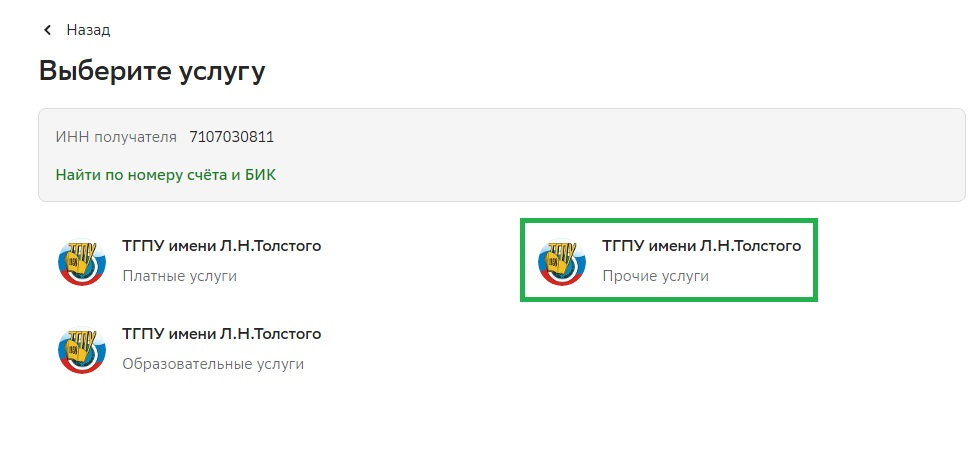 Назад
Выберите услугу
ИНН получателя 7107030811
Найти по номеру счёта и БИК
ТГПУ имени Л.Н.Толстого
Платные услуги
ТГПУ имени Л.Н.Толстого
Прочие услуги
ТГПУ имени Л.Н.Толстого
Образовательные услуги